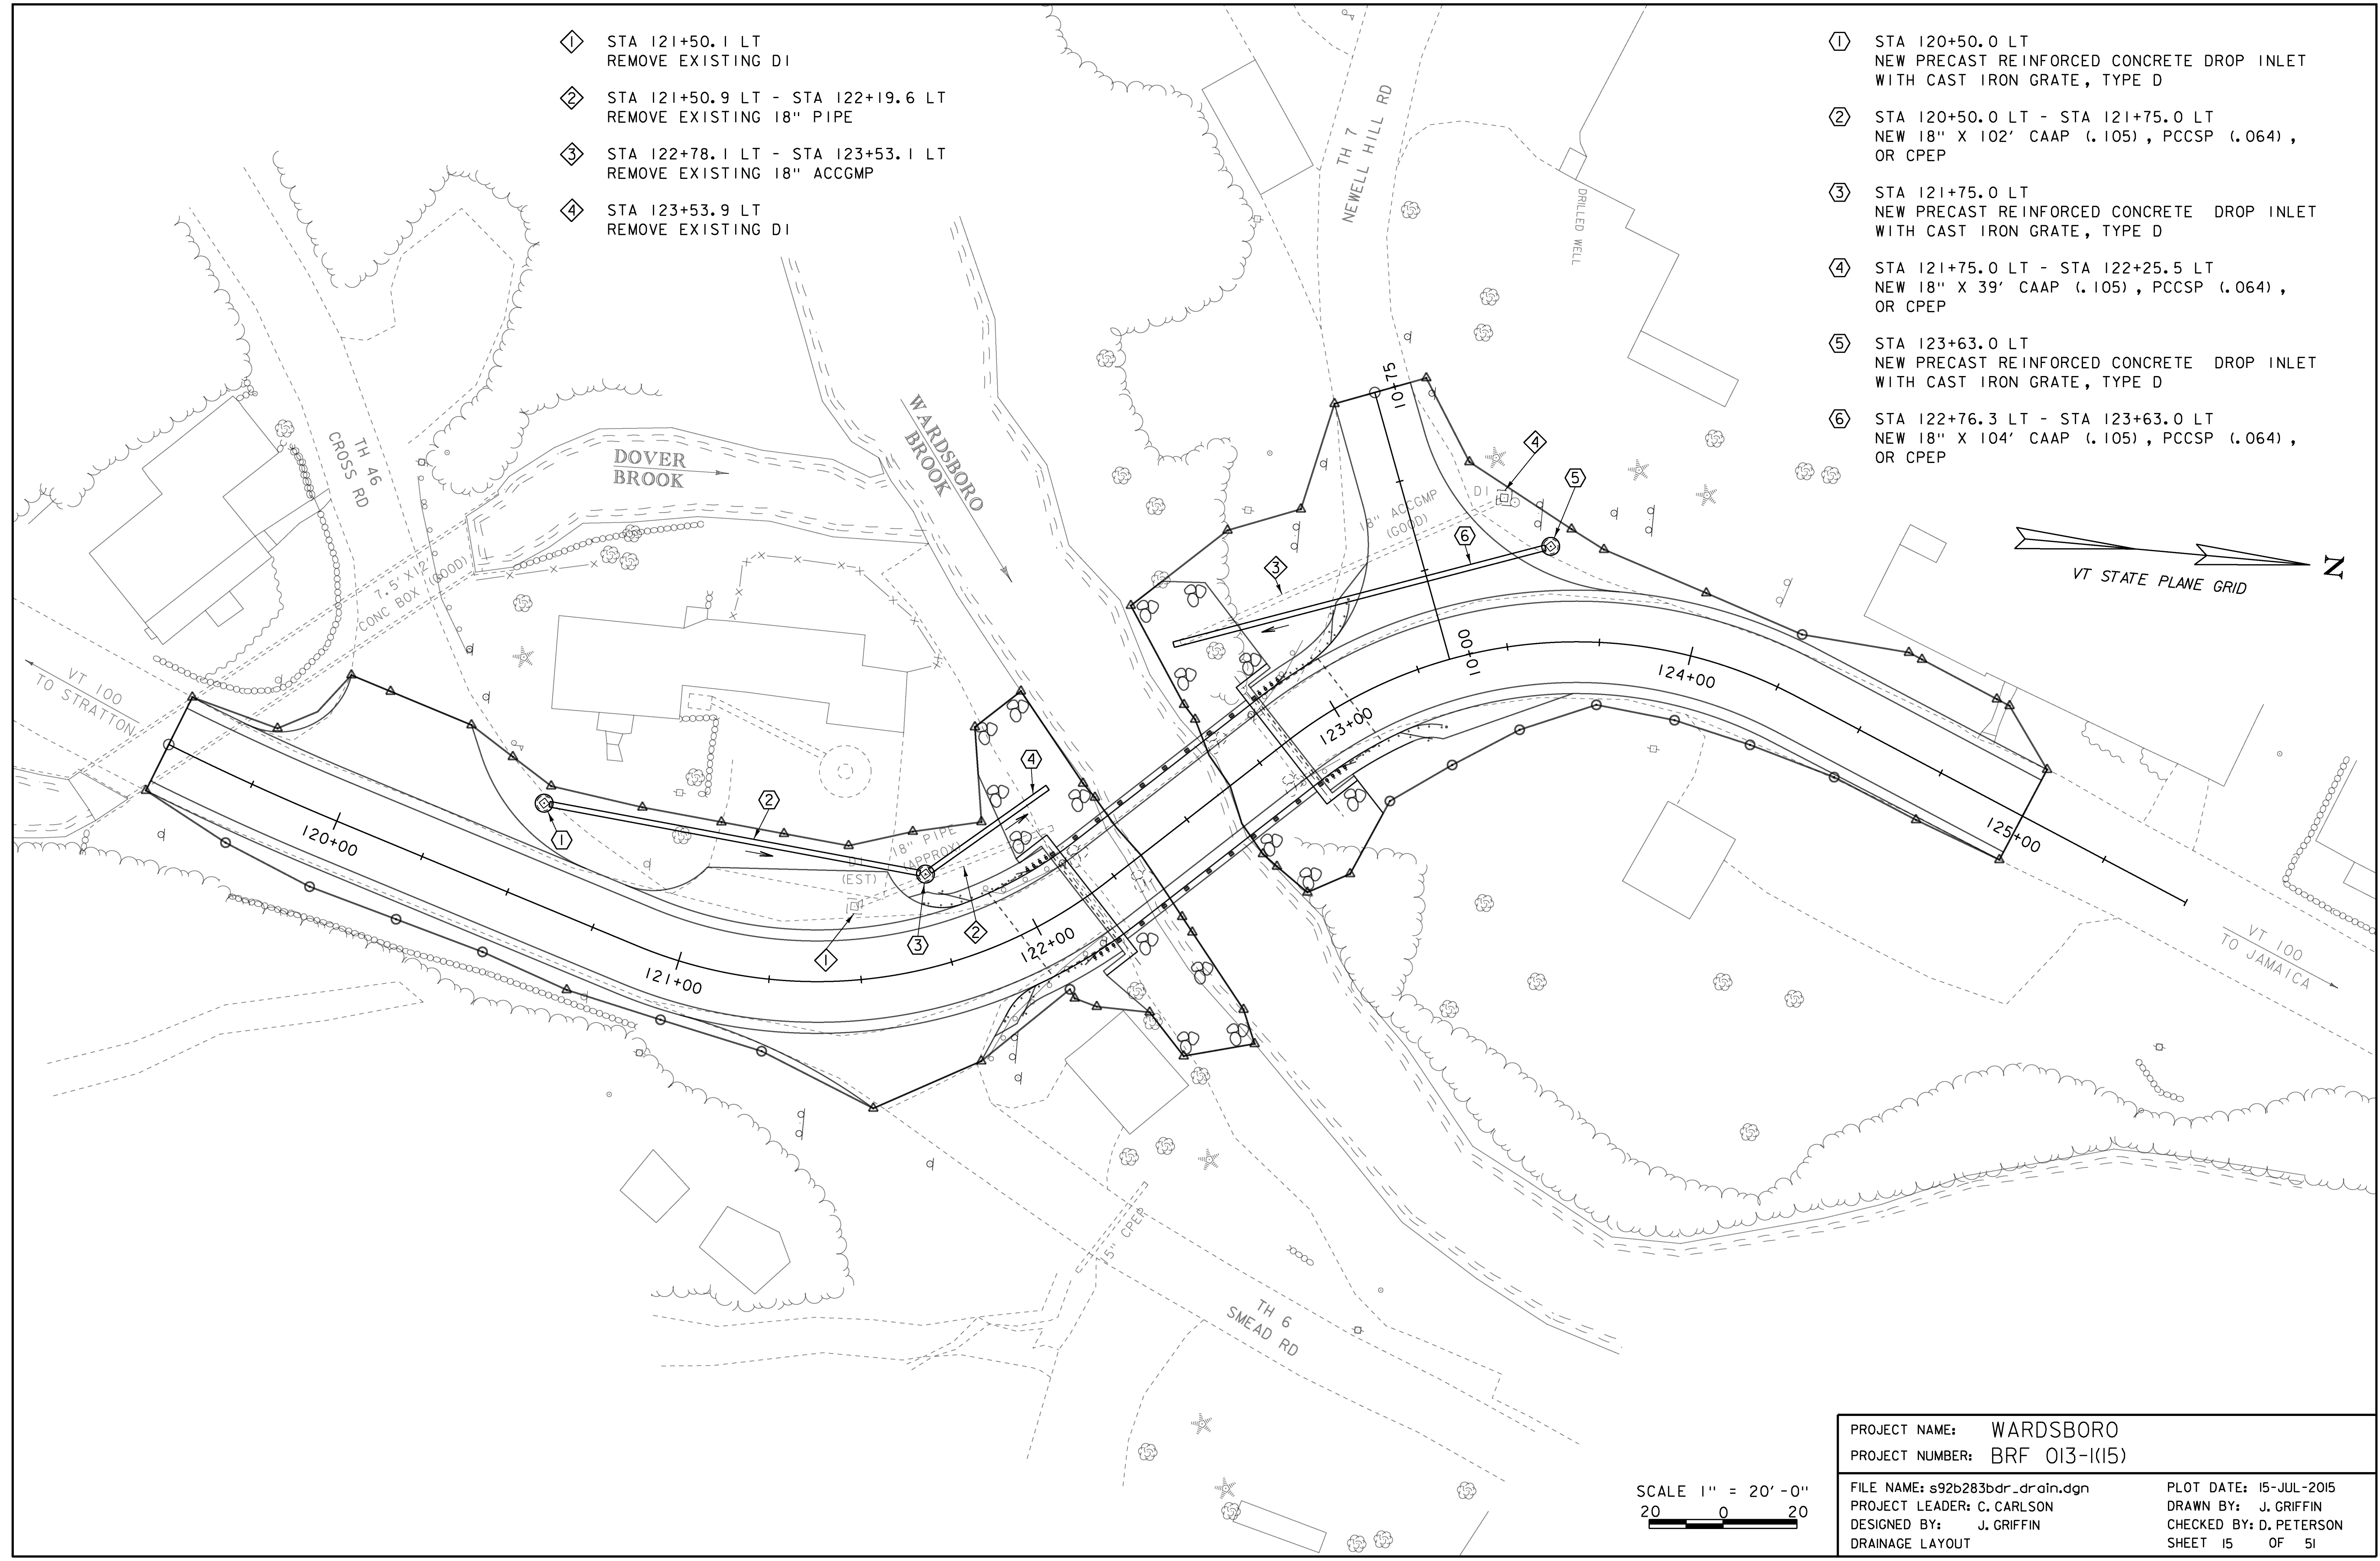 1 STA 121+50.1 LT
REMOVE EXISTING DI
2 STA 121+50.9 LT - STA 122+19.6 LT
REMOVE EXISTING 18" PIPE
3 STA 122+78.1 LT - STA 123+53.1 LT
REMOVE EXISTING 18" ACCGMP
4 STA 123+53.9 LT
REMOVE EXISTING DI
1 STA 120+50.0 LT
NEW PRECAST REINFORCED CONCRETE DROP INLET
WITH CAST IRON GRATE, TYPE D
2 STA 120+50.0 LT - STA 121+75.0 LT
NEW 18" X 102' CAAP (.105), PCCSP (.064),
OR CPEP
3 STA 121+75.0 LT
NEW PRECAST REINFORCED CONCRETE DROP INLET
WITH CAST IRON GRATE, TYPE D
4 STA 121+75.0 LT - STA 122+25.5 LT
NEW 18" X 39' CAAP (.105), PCCSP (.064),
OR CPEP
5 STA 123+63.0 LT
NEW PRECAST REINFORCED CONCRETE DROP INLET
WITH CAST IRON GRATE, TYPE D
6 STA 122+76.3 LT - STA 123+63.0 LT
NEW 18" X 104' CAAP (.105), PCCSP (.064),
OR CPEP
TH 7
NEWELL HILL RD
DRILLED WELL
TH 46
CROSS RD
DOVER
BROOK
WARDSBORO
BROOK
10+75
4
DI
5
18" ACCGMP
(GOOD)
6
3
N
VT STATE PLANE GRID
7.5' X 12'
CONC BOX (GOOD)
VT 100
TO STRATTON
10+00
124+00
123+00
4
2
1
120+00
18" PIPE
(APPROX)
DI
(EST)
125+00
3
2
1
122+00
121+00
VT 100
TO JAMAICA
15" CPEP
TH 6
SMEAD RD
SCALE 1" = 20'-0"
20 0 20
PROJECT NAME: WARDSBORO
PROJECT NUMBER: BRF 013-1(15)
FILE NAME: s92b283bdr_drain.dgn
PLOT DATE: 15-JUL-2015
PROJECT LEADER: C. CARLSON
DRAWN BY: J. GRIFFIN
DESIGNED BY: J. GRIFFIN
CHECKED BY: D. PETERSON
DRAINAGE LAYOUT
SHEET 15 OF 51